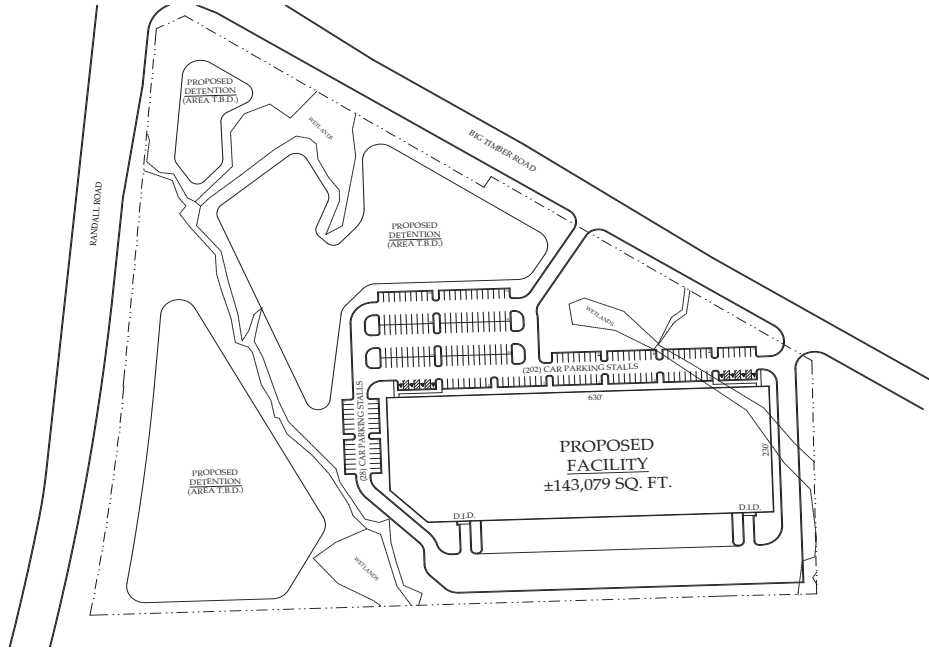 PROPOSED
DETENTION
(AREA T.B.D.)
WETLANDS
BIG TIMBER ROAD
RANDALL ROAD
PROPOSED
DETENTION
(AREA T.B.D.)
WETLANDS
(202) CAR PARKING STALLS
630'
(28) CAR PARKING STALLS
PROPOSED
FACILITY
±143,079 SQ. FT.
230'
PROPOSED
DETENTION
(AREA T.B.D.)
D.I.D.
D.I.D.
WETLANDS